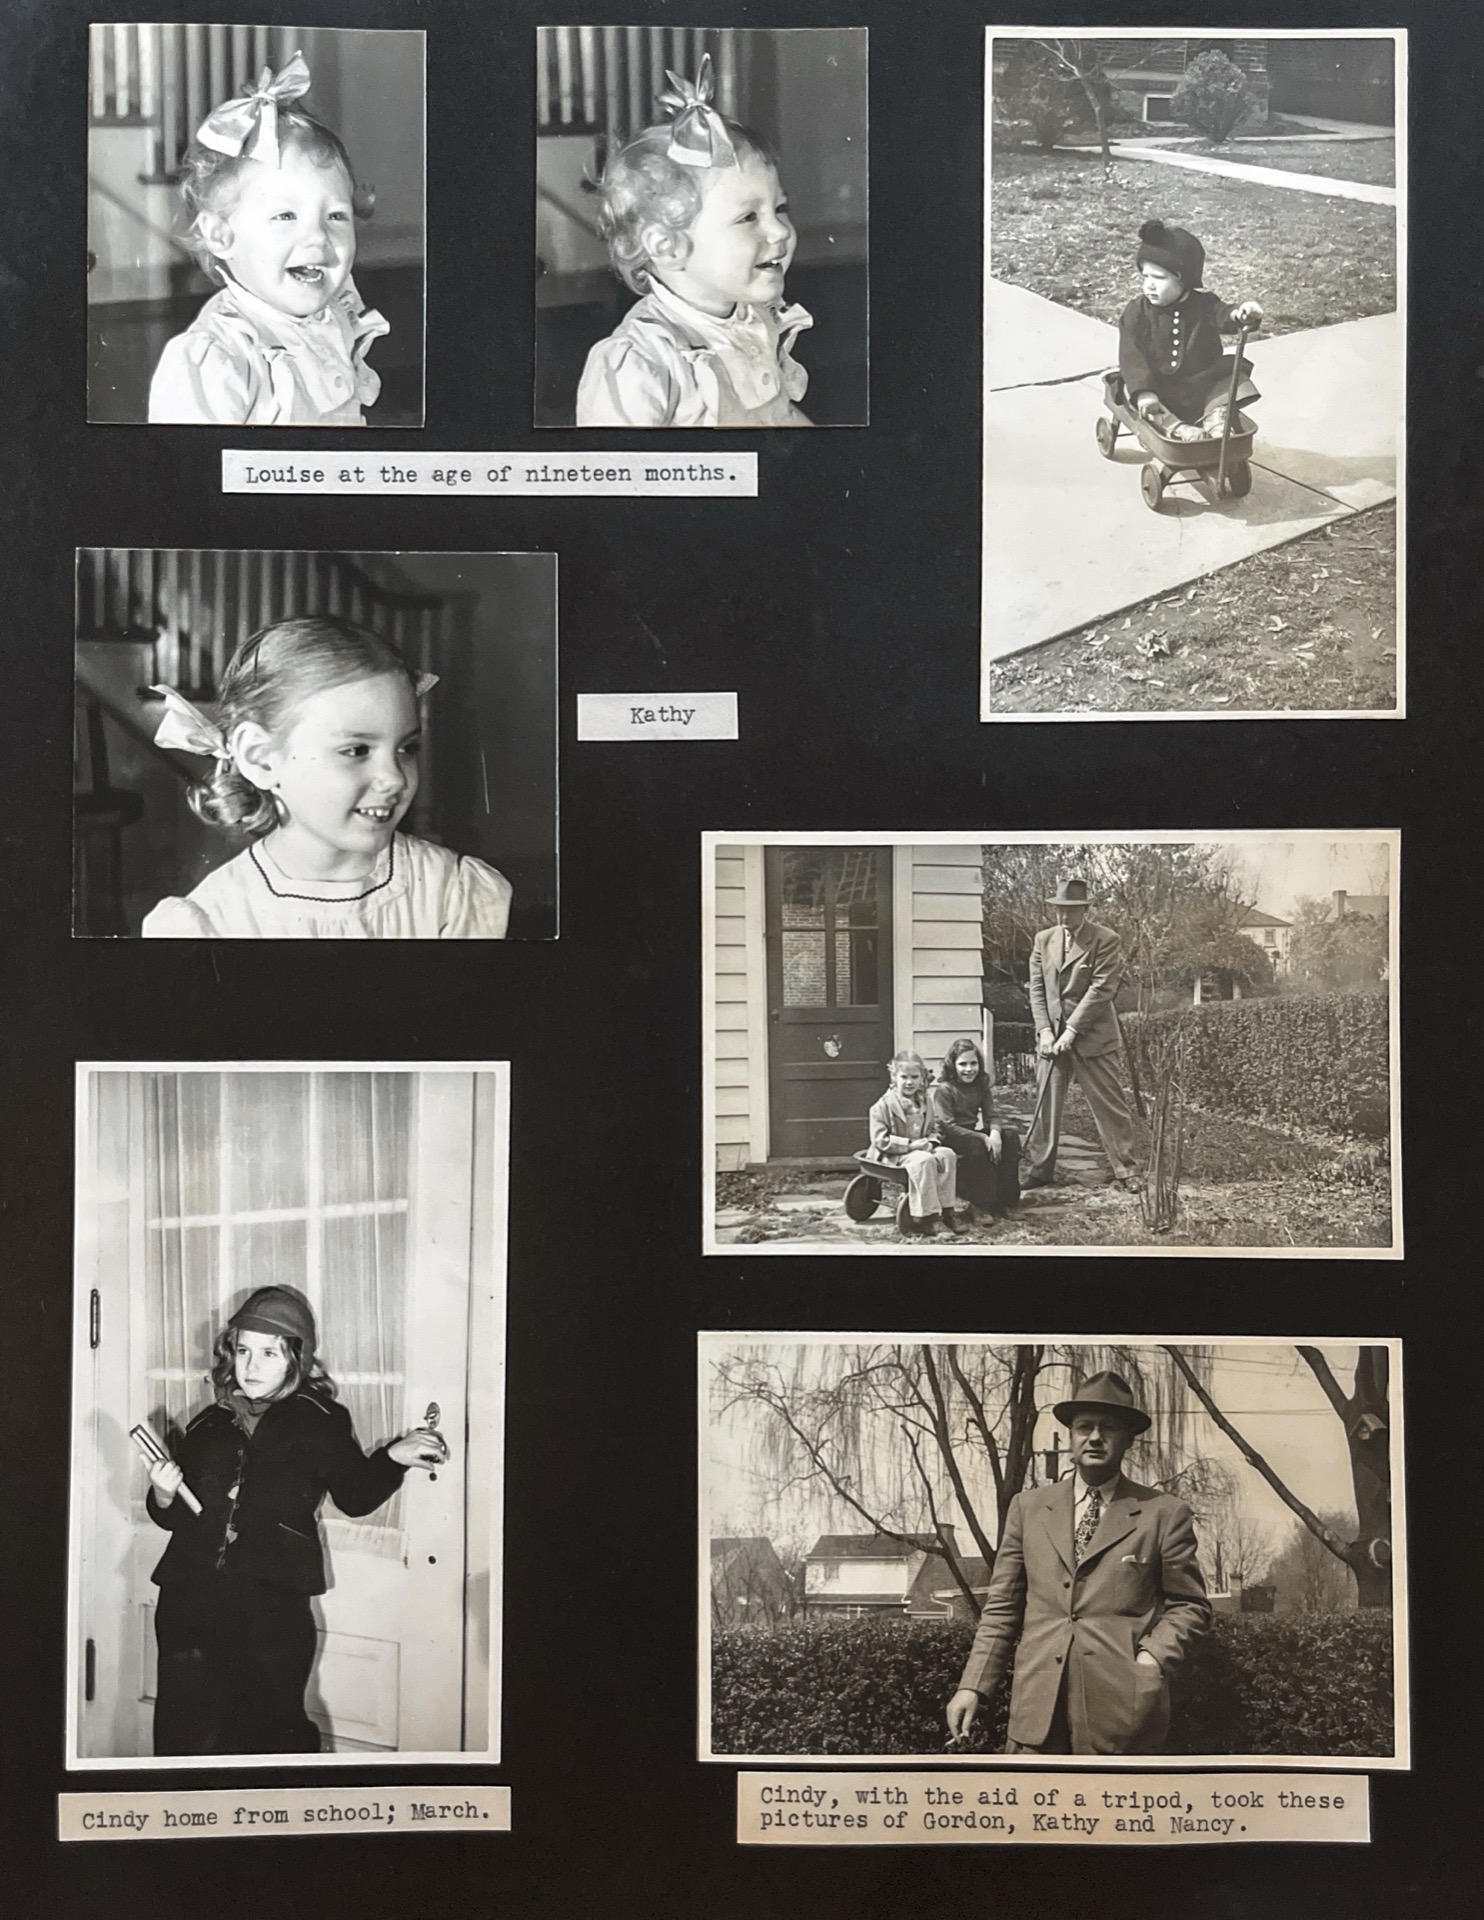 Louise at the age of nineteen months.
Kathy
Cindy home from school; March.
Cindy, with the aid of a tripod, took these
pictures of Gordon, Kathy and Nancy.